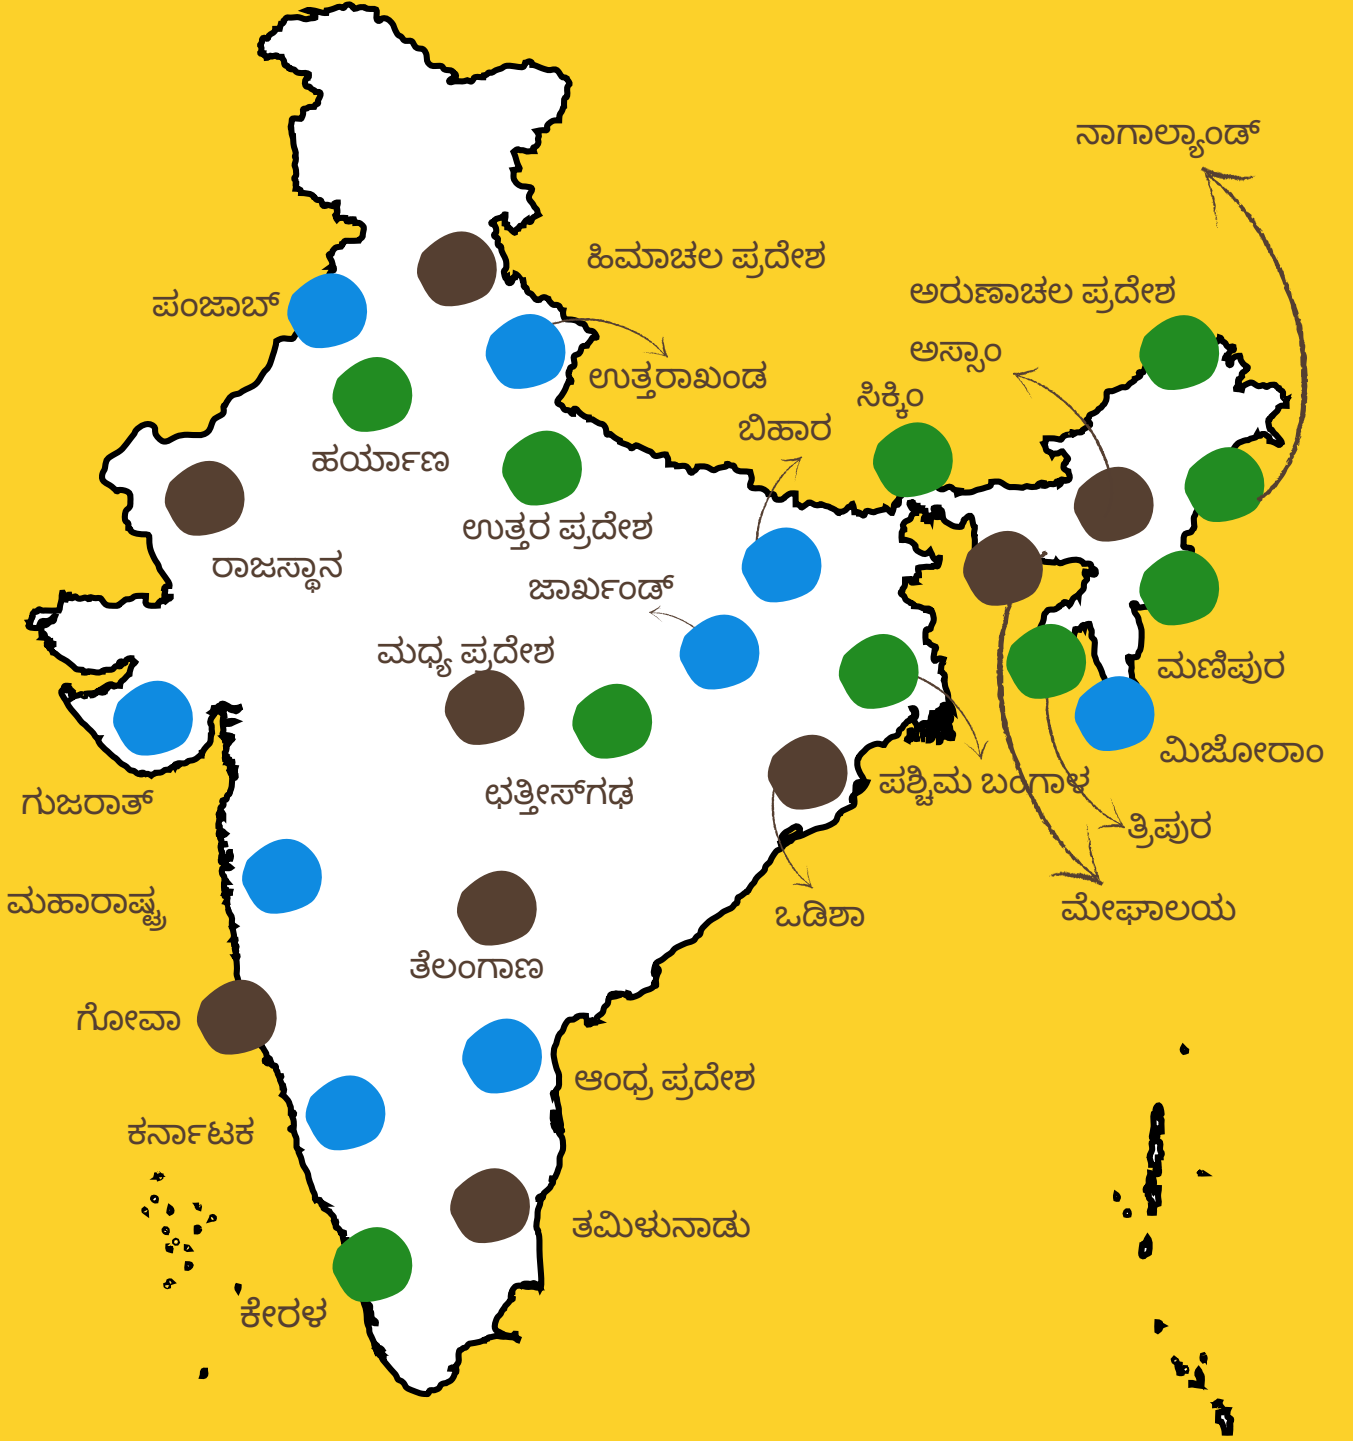 ನಾಗಾಲ್ಯಾಂಡ್
ಹಿಮಾಚಲ ಪ್ರದೇಶ
ಪಂಜಾಬ್
ಅರುಣಾಚಲ ಪ್ರದೇಶ
ಅಸ್ಸಾಂ
ಉತ್ತರಾಖಂಡ
ಸಿಕ್ಕಿಂ
ಬಿಹಾರ
ಹರ್ಯಾಣ
ಉತ್ತರ ಪ್ರದೇಶ
ರಾಜಸ್ಥಾನ
ಜಾರ್ಖಂಡ್
ಮಧ್ಯ ಪ್ರದೇಶ
ಮಣಿಪುರ
ಮಿಜೋರಾಂ
ಪಶ್ಚಿಮ ಬಂಗಾಳ
ಛತ್ತೀಸ್‌ಗಢ
ಗುಜರಾತ್
ತ್ರಿಪುರ
ಮಹಾರಾಷ್ಟ್ರ
ಮೇಘಾಲಯ
ಒಡಿಶಾ
ತೆಲಂಗಾಣ
ಗೋವಾ
ಆಂಧ್ರ ಪ್ರದೇಶ
ಕರ್ನಾಟಕ
ತಮಿಳುನಾಡು
ಕೇರಳ